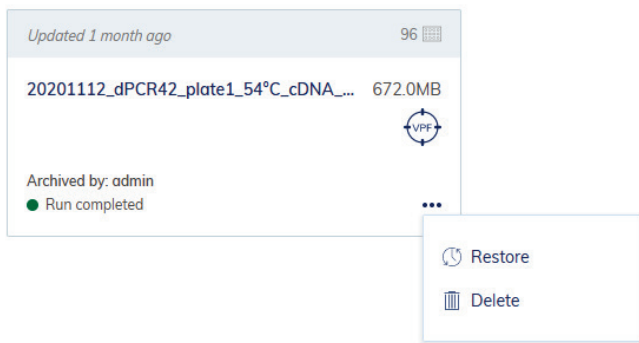 Updated 1 month ago 96
20201112_dPCR42_plate1_54°C_cDNA_... 672.0MB
VPF
Archived by: admin
Run completed
Restore
Delete